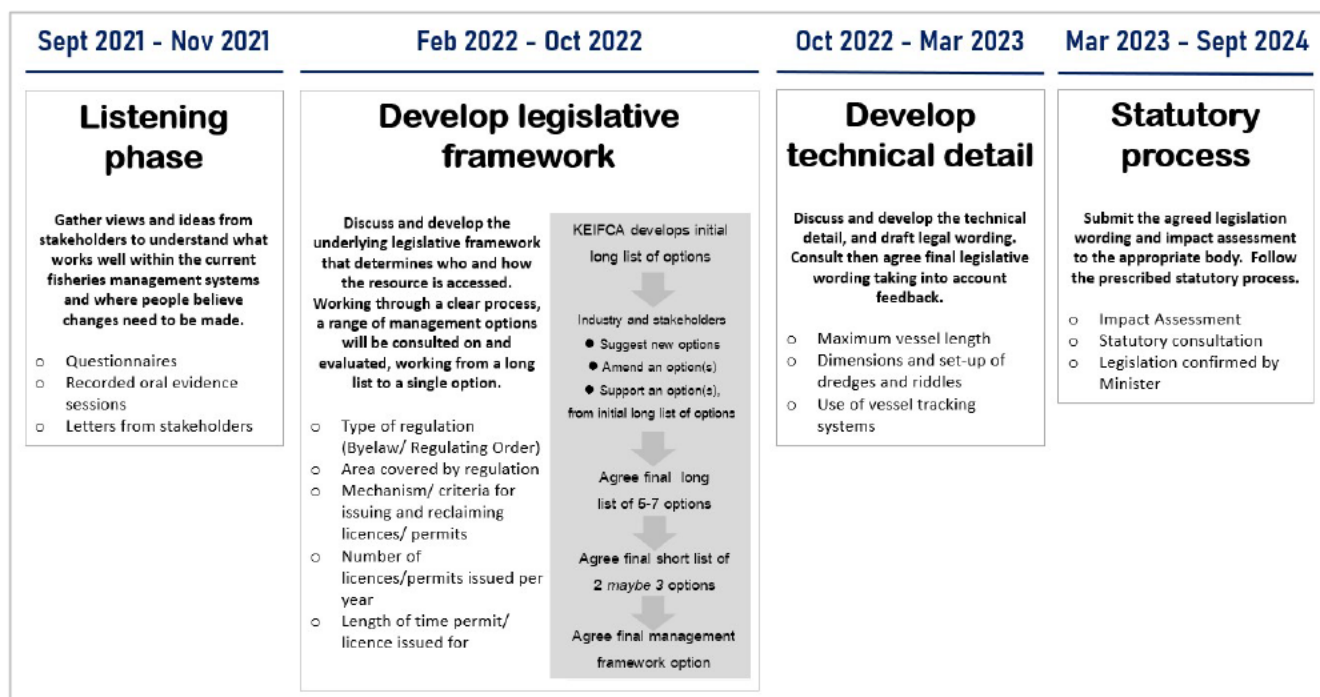 Sept 2021 - Nov 2021
Listening
phase
Gather views and ideas from
stakeholders to understand what
works well within the current
fisheries management systems
and where people believe
changes need to be made.
o Questionnaires
o Recorded oral evidence
sessions
o Letters from stakeholders
Feb 2022 - Oct 2022
Develop legislative
framework
Discuss and develop the
underlying legislative framework
that determines who and how
the resource is accessed.
Working through a clear process,
a range of management options
will be consulted on and
evaluated, working from a long
list to a single option.
o Type of regulation
(Byelaw/ Regulating Order)
o Area covered by regulation
o Mechanism/ criteria for
issuing and reclaiming
licences/ permits
o Number of
licences/permits issued per
year
o Length of time permit/
licence issued for
KEIFCA develops initial
long list of options
Industry and stakeholders
● Suggest new options
● Amend an option(s)
● Support an option(s),
from initial long list of options
Agree final long
list of 5-7 options
Agree final short list of
2 maybe 3 options
Agree final management
framework option
Oct 2022 - Mar 2023
Develop
technical detail
Discuss and develop the technical
detail, and draft legal wording.
Consult then agree final legislative
wording taking into account
feedback.
o Maximum vessel length
o Dimensions and set-up of
dredges and riddles
o Use of vessel tracking
systems
Mar 2023 - Sept 2024
Statutory
process
Submit the agreed legislation
wording and impact assessment
to the appropriate body. Follow
the prescribed statutory process.
o Impact Assessment
o Statutory consultation
o Legislation confirmed by
Minister